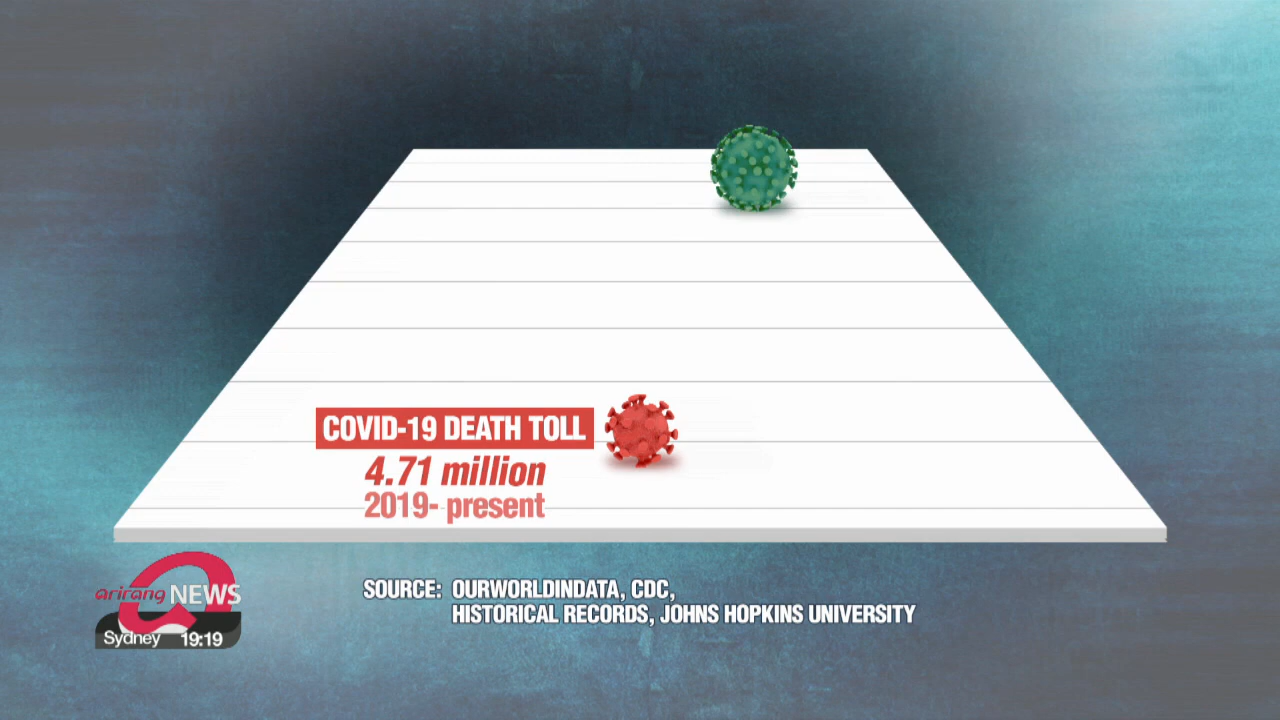 COVID-19 DEATH TOLL
4.71 million
2019- present
SOURCE: OURWORLDINDATA, CDC,
HISTORICAL RECORDS, JOHNS HOPKINS UNIVERSITY
arirang NEWS
Sydney 19:19